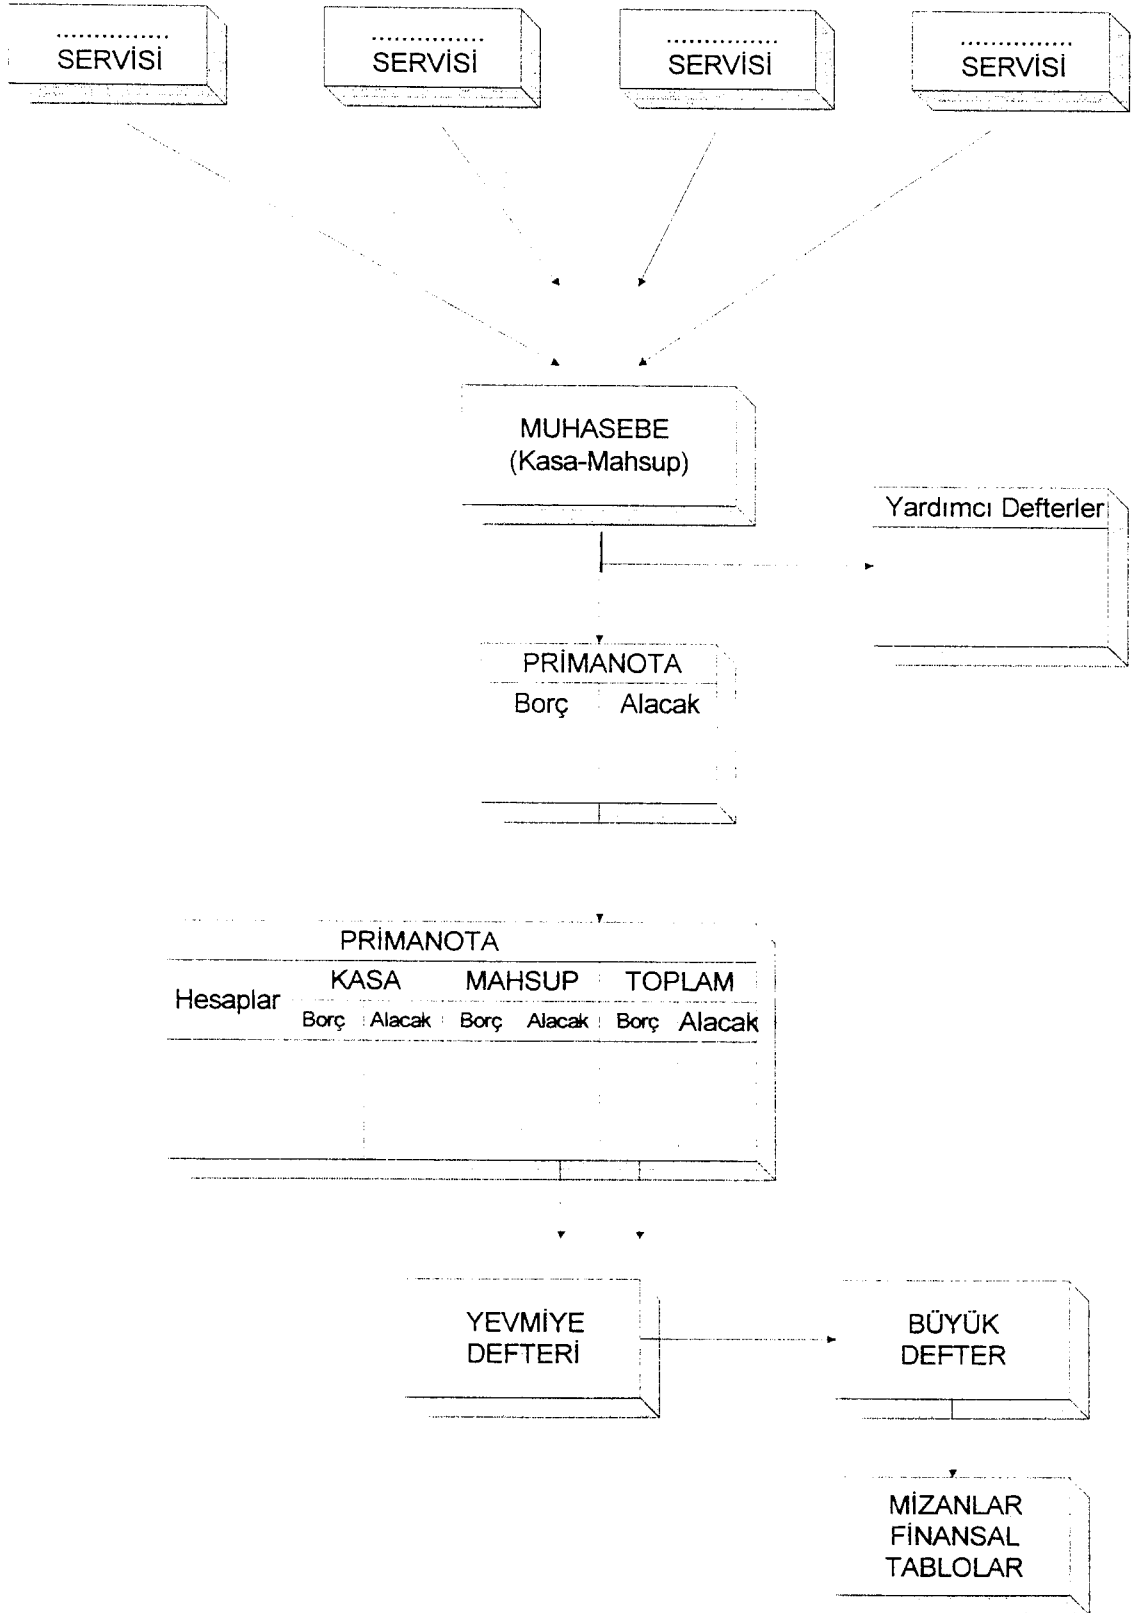 ..............
SERVİSİ
..............
SERVİSİ
..............
SERVİSİ
..............
SERVİSİ
MUHASEBE
(Kasa-Mahsup)
Yardımcı Defterler
PRİMANOTA
Borç Alacak
PRİMANOTA
Hesaplar KASA MAHSUP TOPLAM
Borç Alacak Borç Alacak Borç Alacak
YEVMİYE
DEFTERİ
BÜYÜK
DEFTER
MİZANLAR
FİNANSAL
TABLOLAR